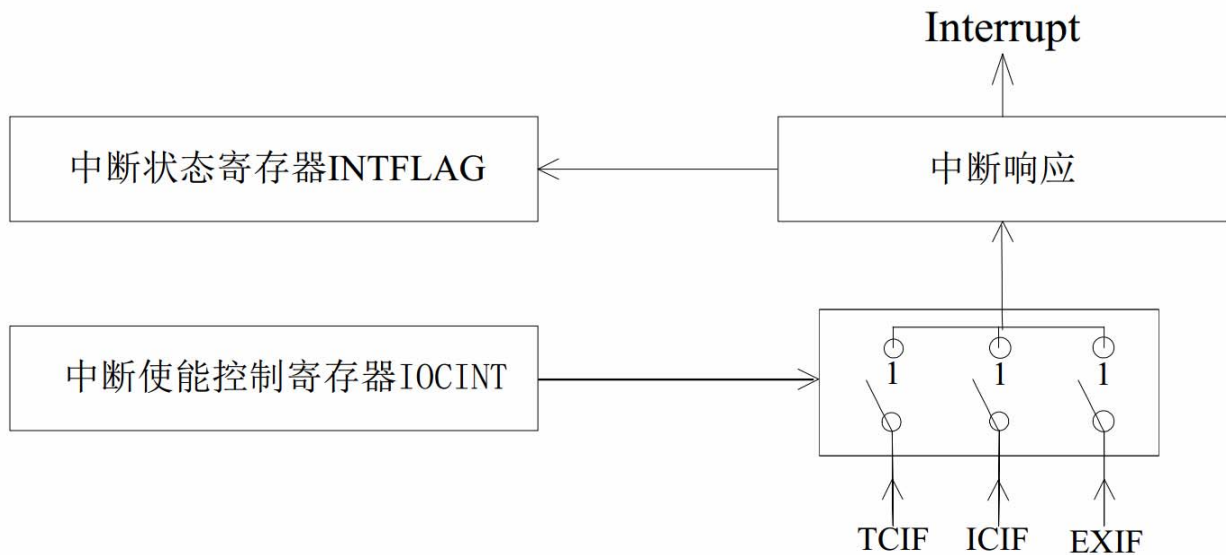 Interrupt
中断状态寄存器INTFLAG
中断响应
中断使能控制寄存器IOCINT
1 1 1
TCIF ICIF EXIF